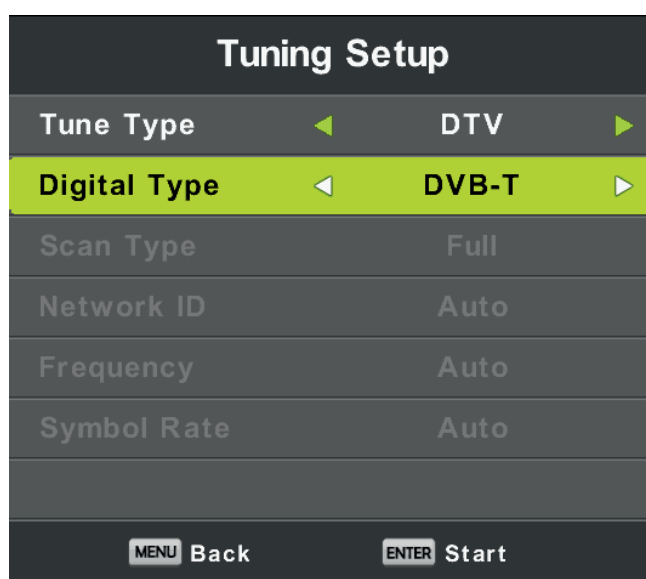 Tuning Setup
Tune Type DTV
Digital Type DVB-T
Scan Type Full
Network ID Auto
Frequency Auto
Symbol Rate Auto
MENU Back ENTER Start